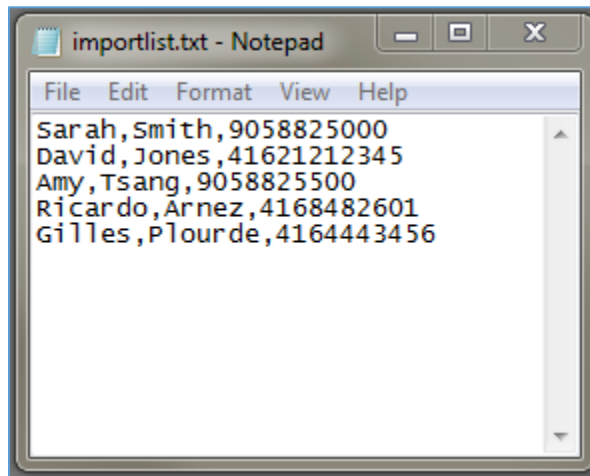 importlist.txt - Notepad
File Edit Format View Help
Sarah,Smith,9058825000
David,Jones,41621212345
Amy,Tsang,9058825500
Ricardo,Arnez,4168482601
Gilles,Plourde,4164443456